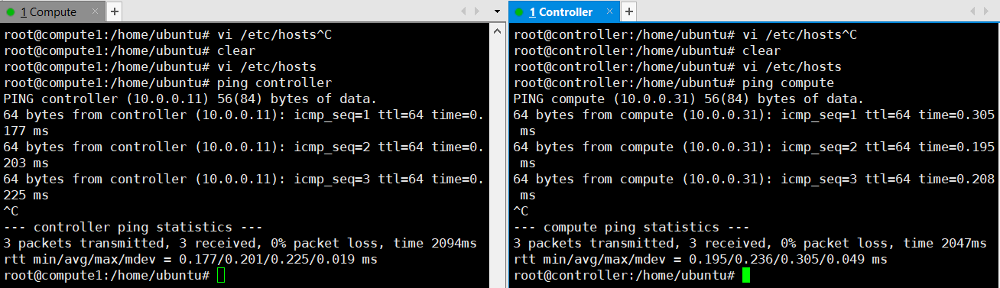 1 Compute
root@compute1:/home/ubuntu# vi /etc/hosts^C
root@compute1:/home/ubuntu# clear
root@compute1:/home/ubuntu# vi /etc/hosts
root@compute1:/home/ubuntu# ping controller
PING controller (10.0.0.11) 56(84) bytes of data.
64 bytes from controller (10.0.0.11): icmp_seq=1 ttl=64 time=0.
177 ms
64 bytes from controller (10.0.0.11): icmp_seq=2 ttl=64 time=0.
203 ms
64 bytes from controller (10.0.0.11): icmp_seq=3 ttl=64 time=0.
225 ms
^C
--- controller ping statistics ---
3 packets transmitted, 3 received, 0% packet loss, time 2094ms
rtt min/avg/max/mdev = 0.177/0.201/0.225/0.019 ms
root@compute1:/home/ubuntu#
1 Controller
root@controller:/home/ubuntu# vi /etc/hosts^C
root@controller:/home/ubuntu# clear
root@controller:/home/ubuntu# vi /etc/hosts
root@controller:/home/ubuntu# ping compute
PING compute (10.0.0.31) 56(84) bytes of data.
64 bytes from compute (10.0.0.31): icmp_seq=1 ttl=64 time=0.305
 ms
64 bytes from compute (10.0.0.31): icmp_seq=2 ttl=64 time=0.195
 ms
64 bytes from compute (10.0.0.31): icmp_seq=3 ttl=64 time=0.208
 ms
^C
--- compute ping statistics ---
3 packets transmitted, 3 received, 0% packet loss, time 2047ms
rtt min/avg/max/mdev = 0.195/0.236/0.305/0.049 ms
root@controller:/home/ubuntu#